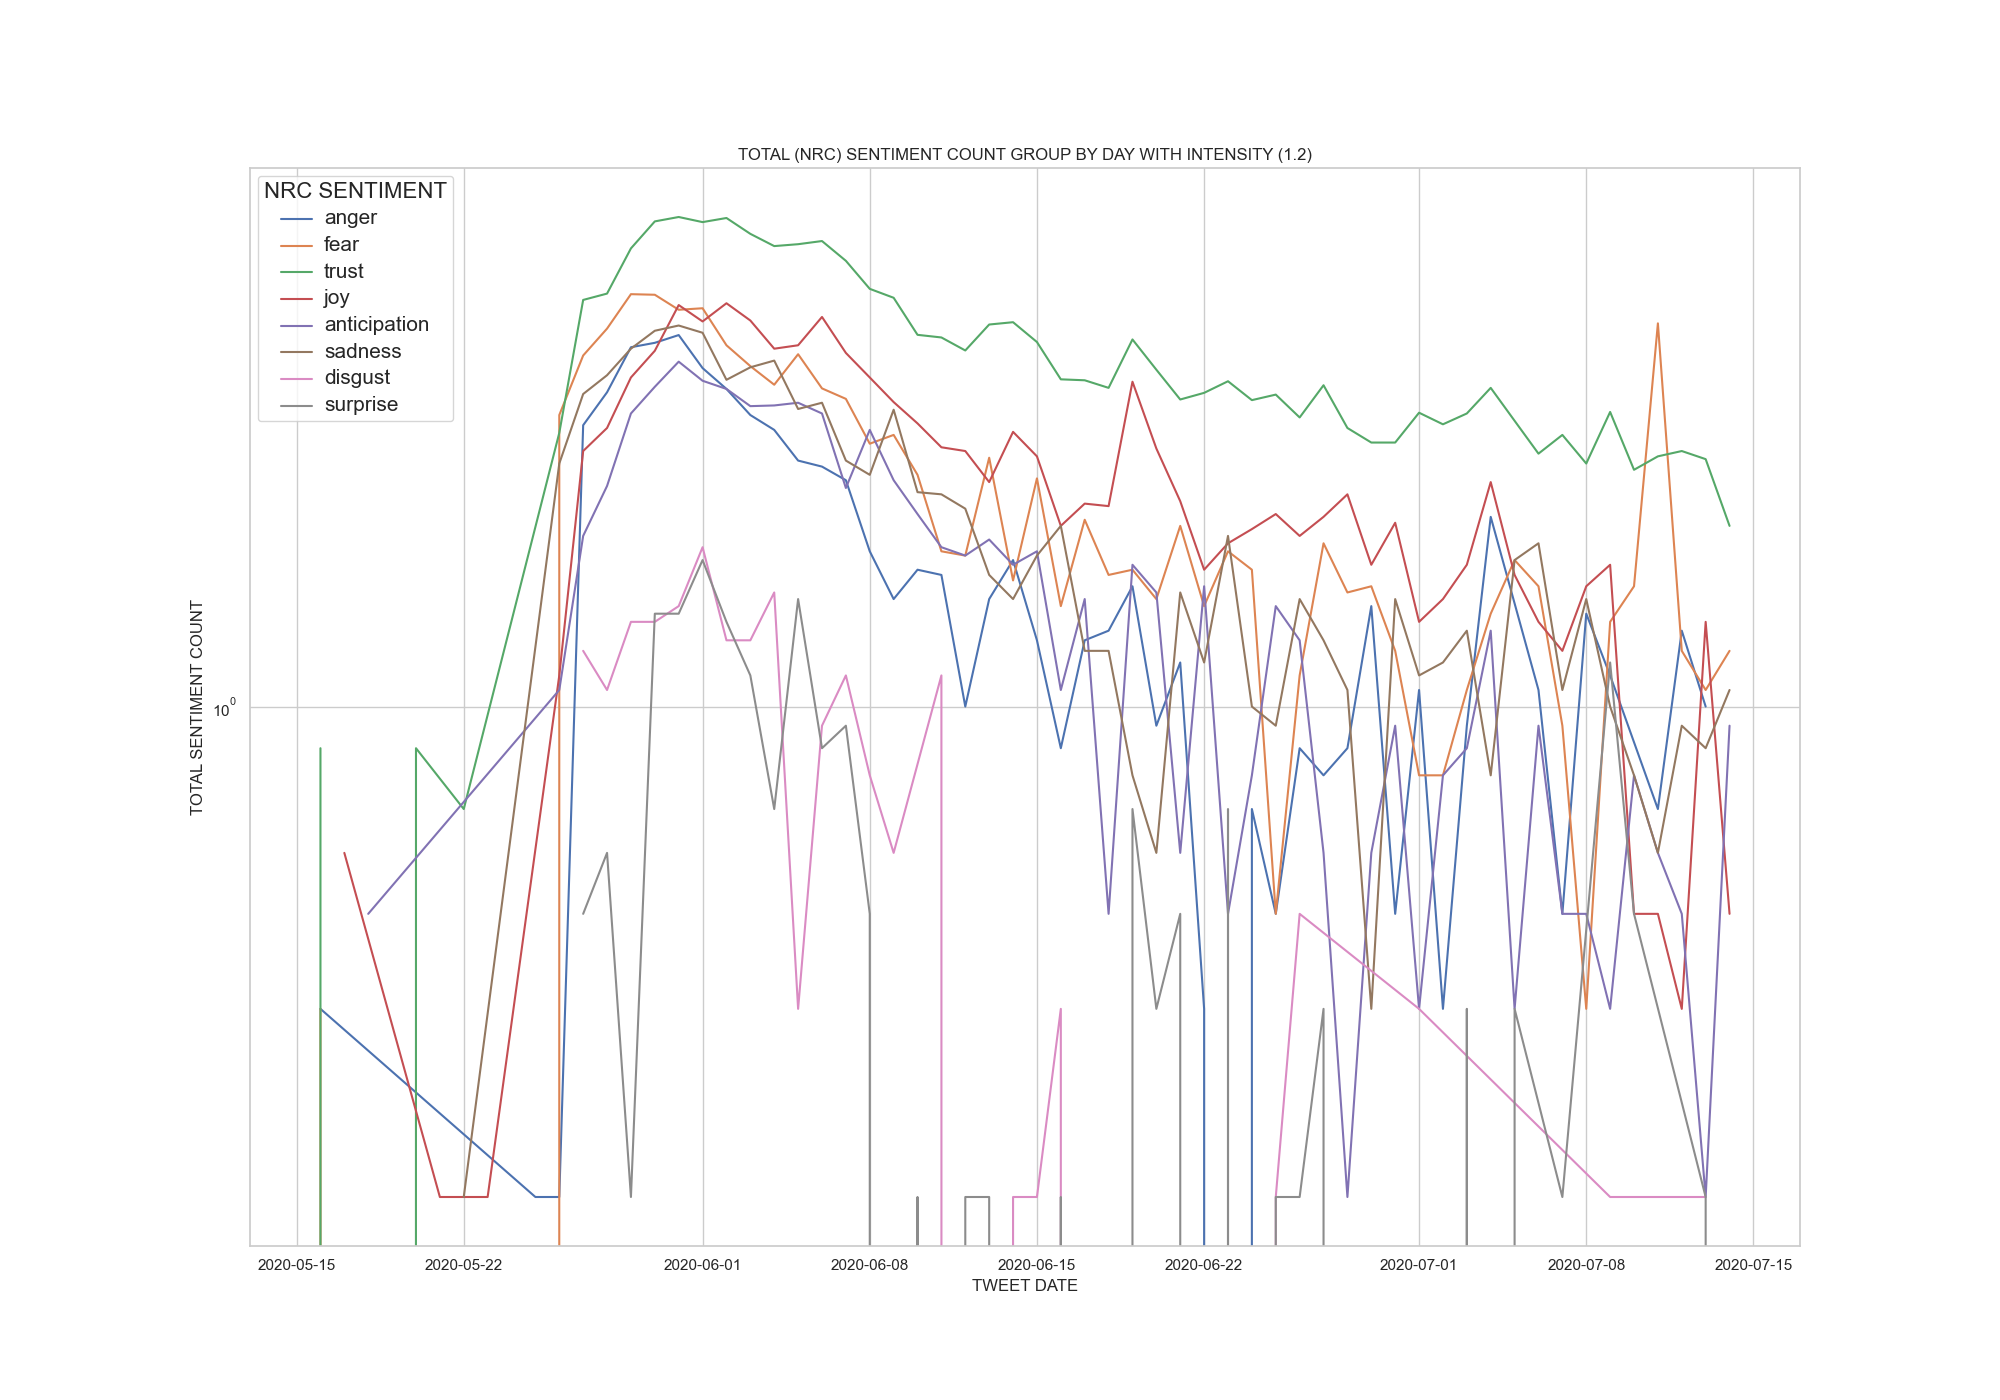 TOTAL (NRC) SENTIMENT COUNT GROUP BY DAY WITH INTENSITY (1.2)
NRC SENTIMENT
anger
fear
trust
joy
anticipation
sadness
disgust
surprise
TOTAL SENTIMENT COUNT
10⁰
2020-05-15 2020-05-22 2020-06-01 2020-06-08 2020-06-15 2020-06-22 2020-07-01 2020-07-08 2020-07-15
TWEET DATE